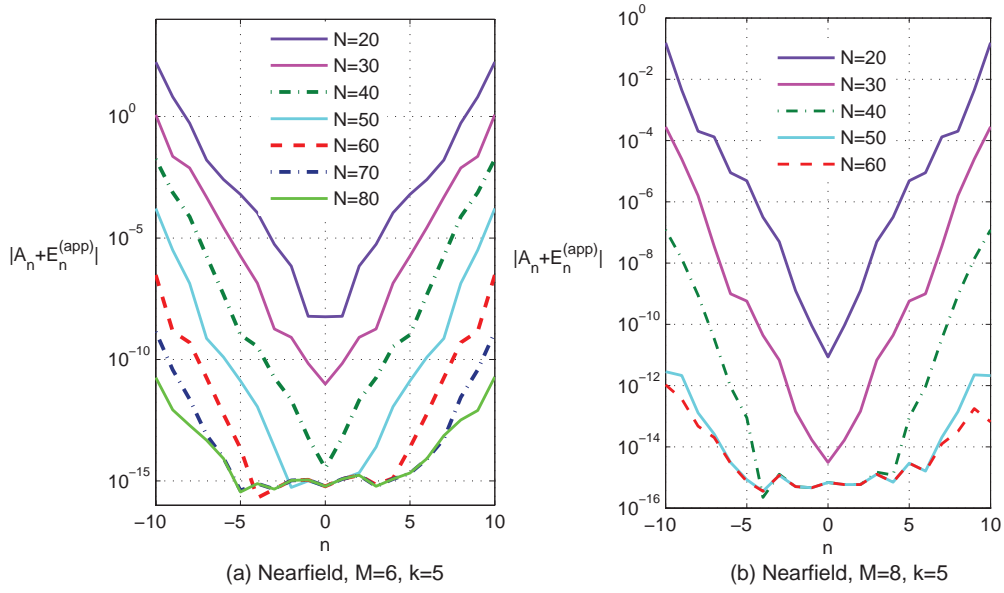 N=20
N=30
N=40
N=50
N=60
N=70
N=80
10^0
10^−5
10^−10
10^−15
|A_n+E_n^(app)|
−10
−5
0
5
10
n
(a) Nearfield, M=6, k=5
N=20
N=30
N=40
N=50
N=60
10^0
10^−2
10^−4
10^−6
10^−8
10^−10
10^−12
10^−14
10^−16
|A_n+E_n^(app)|
−10
−5
0
5
10
n
(b) Nearfield, M=8, k=5